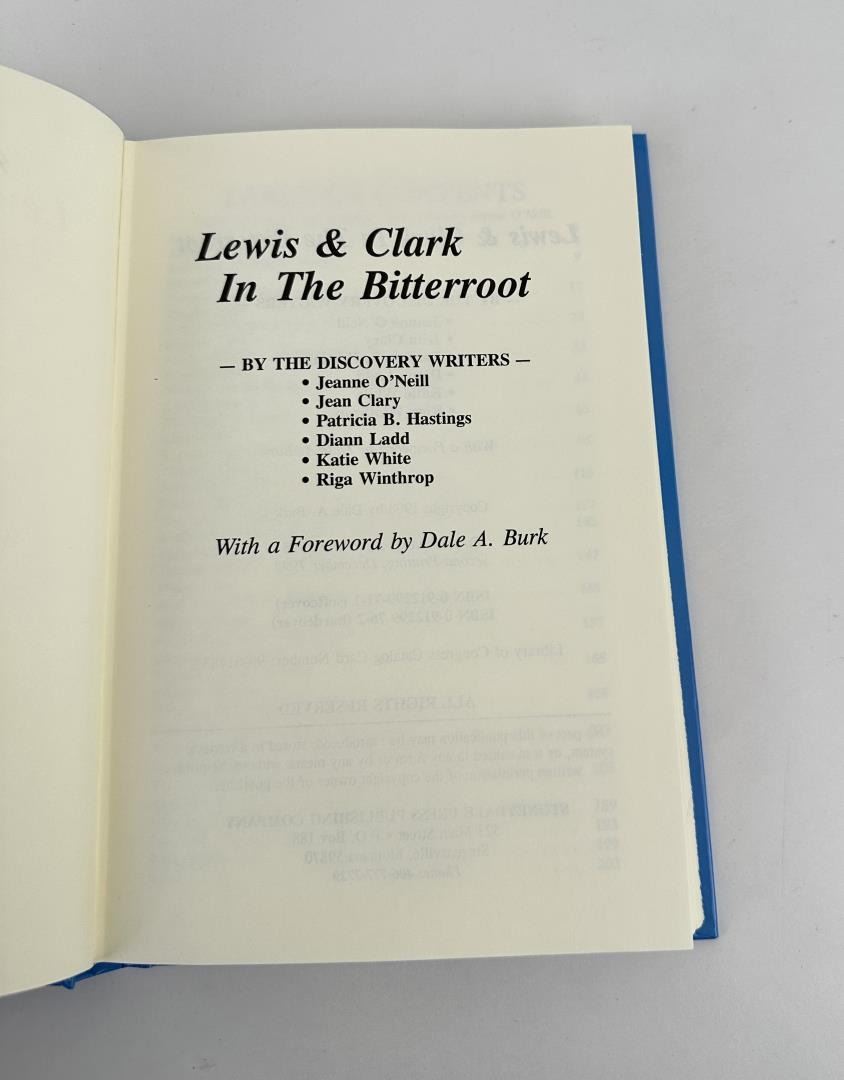 Lewis & Clark
In The Bitterroot
— BY THE DISCOVERY WRITERS —
• Jeanne O'Neill
• Jean Clary
• Patricia B. Hastings
• Diann Ladd
• Katie White
• Riga Winthrop
With a Foreword by Dale A. Burk